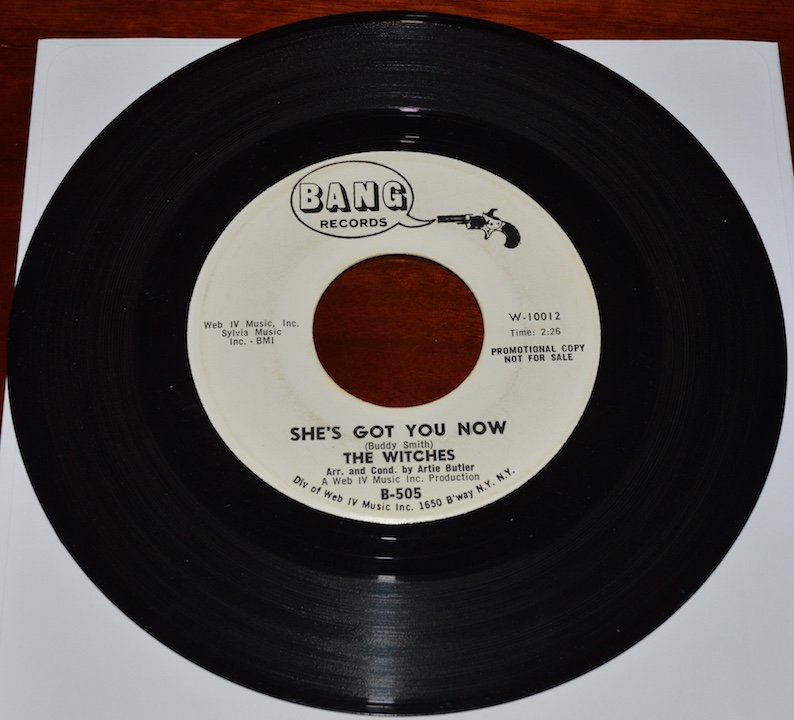 BANG
RECORDS
Web IV Music, Inc.
Sylvia Music
Inc. - BMI
W-10012
Time: 2:26
PROMOTIONAL COPY
NOT FOR SALE
SHE'S GOT YOU NOW
(Buddy Smith)
THE WITCHES
Arr. and Cond. by Artie Butler
A Web IV Music Inc. Production
B-505
Div of Web IV Music Inc. 1650 B'way N.Y. N.Y.